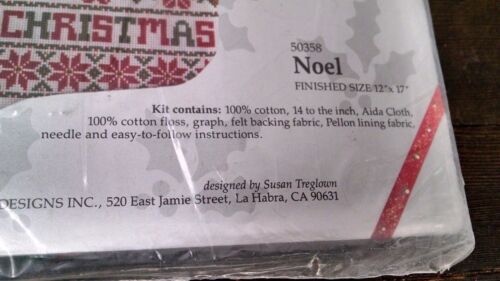 CHRISTMAS
50358
Noel
FINISHED SIZE 12" x 17"
Kit contains: 100% cotton, 14 to the inch, Aida Cloth,
100% cotton floss, graph, felt backing fabric, Pellon lining fabric,
needle and easy-to-follow instructions.
designed by Susan Treglown
DESIGNS INC., 520 East Jamie Street, La Habra, CA 90631